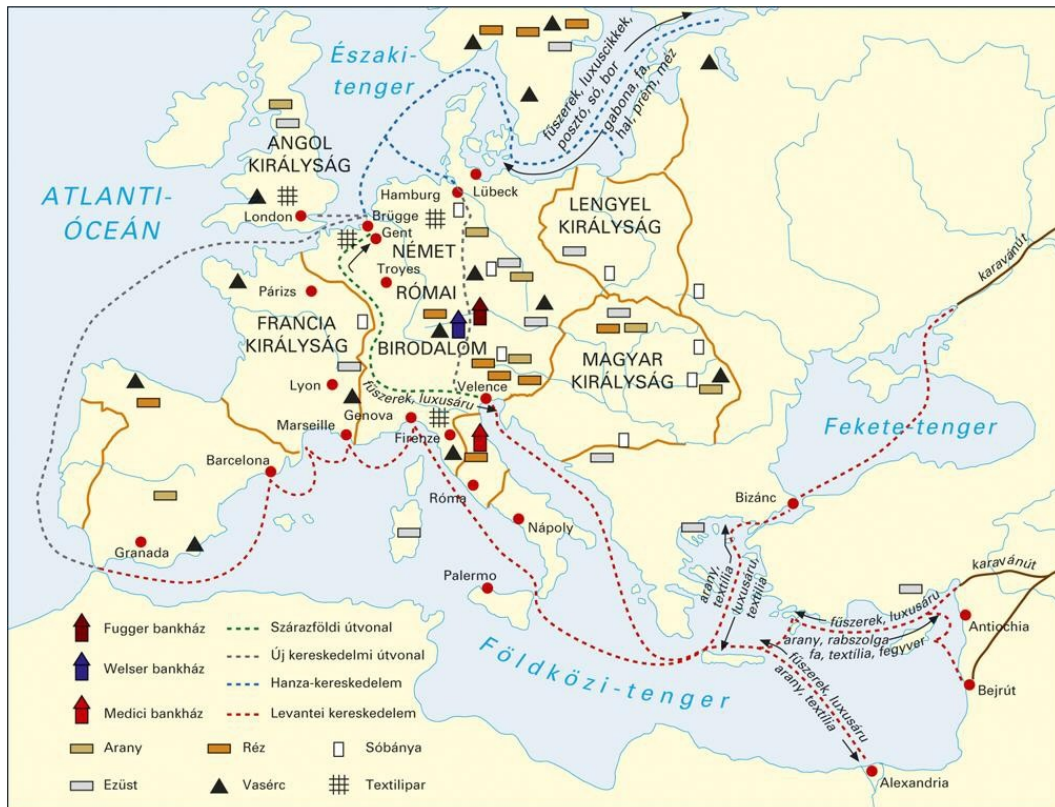 Északi-
tenger
fűszerek, luxuscikkek,
posztó, só, bor
gabona, fa,
hal, prém, méz
ANGOL
KIRÁLYSÁG
ATLANTI-
ÓCEÁN
London
Hamburg
Lübeck
Brügge
Gent
NÉMET
Troyes
RÓMAI
BIRODALOM
LENGYEL
KIRÁLYSÁG
Párizs
FRANCIA
KIRÁLYSÁG
MAGYAR
KIRÁLYSÁG
karavánút
Lyon
fűszerek, luxusáru
Velence
Genova
Marseille
Firenze
Fekete-tenger
Barcelona
Róma
Bizánc
Nápoly
Granada
Palermo
arany,
textília
luxusáru,
textília
karavánút
fűszerek, luxusáru
arany, rabszolga
fa, textília, fegyver
Antiochia
fűszerek, luxusáru
arany, textília
Bejrút
Földközi-tenger
Alexandria
Fugger bankház
Welser bankház
Medici bankház
Szárazföldi útvonal
Új kereskedelmi útvonal
Hanza-kereskedelem
Levantei kereskedelem
Arany
Réz
Sóbánya
Ezüst
Vasérc
Textilipar